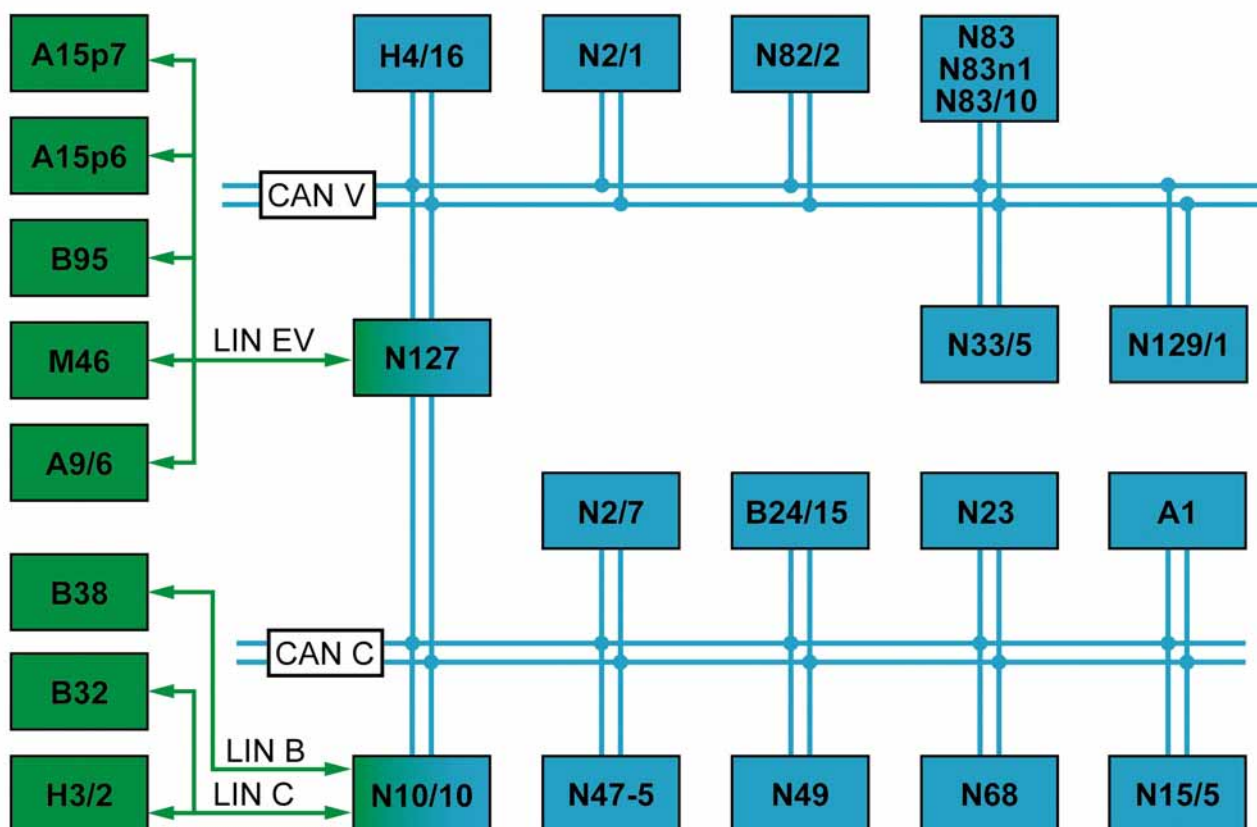 A15p7
H4/16
N2/1
N82/2
N83
N83n1
N83/10
A15p6
CAN V
B95
M46
LIN EV
N127
N33/5
N129/1
A9/6
N2/7
B24/15
N23
A1
B38
CAN C
B32
LIN B
H3/2
LIN C
N10/10
N47-5
N49
N68
N15/5